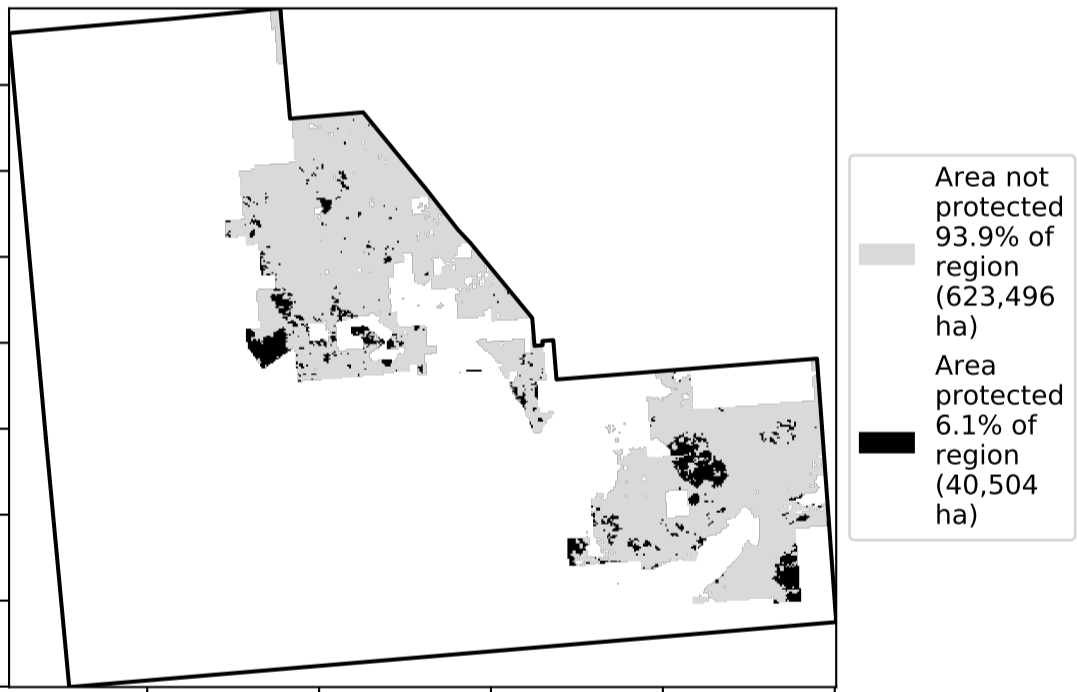 Area not
protected
93.9% of
region
(623,496
ha)
Area
protected
6.1% of
region
(40,504
ha)